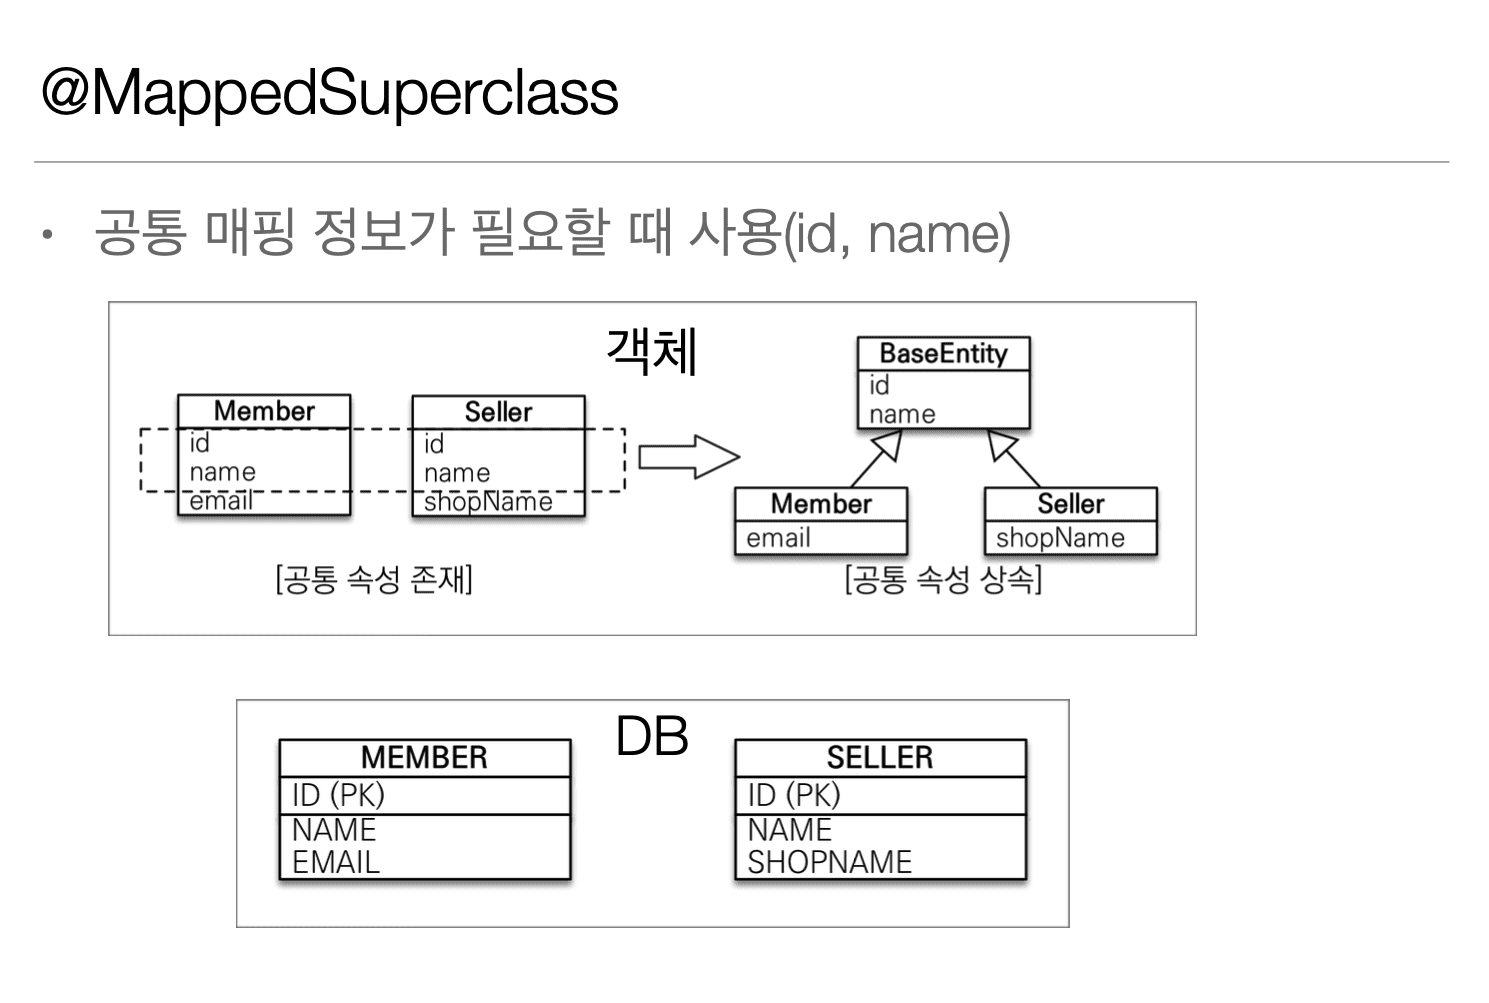 @MappedSuperclass
• 공통 매핑 정보가 필요할 때 사용(id, name)
객체
Member
id
name
email
Seller
id
name
shopName
[공통 속성 존재]
BaseEntity
id
name
Member
email
Seller
shopName
[공통 속성 상속]
DB
MEMBER
ID (PK)
NAME
EMAIL
SELLER
ID (PK)
NAME
SHOPNAME